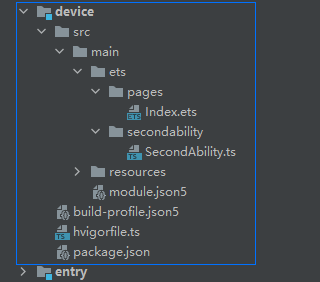 device
src
main
ets
pages
Index.ets
secondability
SecondAbility.ts
resources
module.json5
build-profile.json5
hvigorfile.ts
package.json
entry